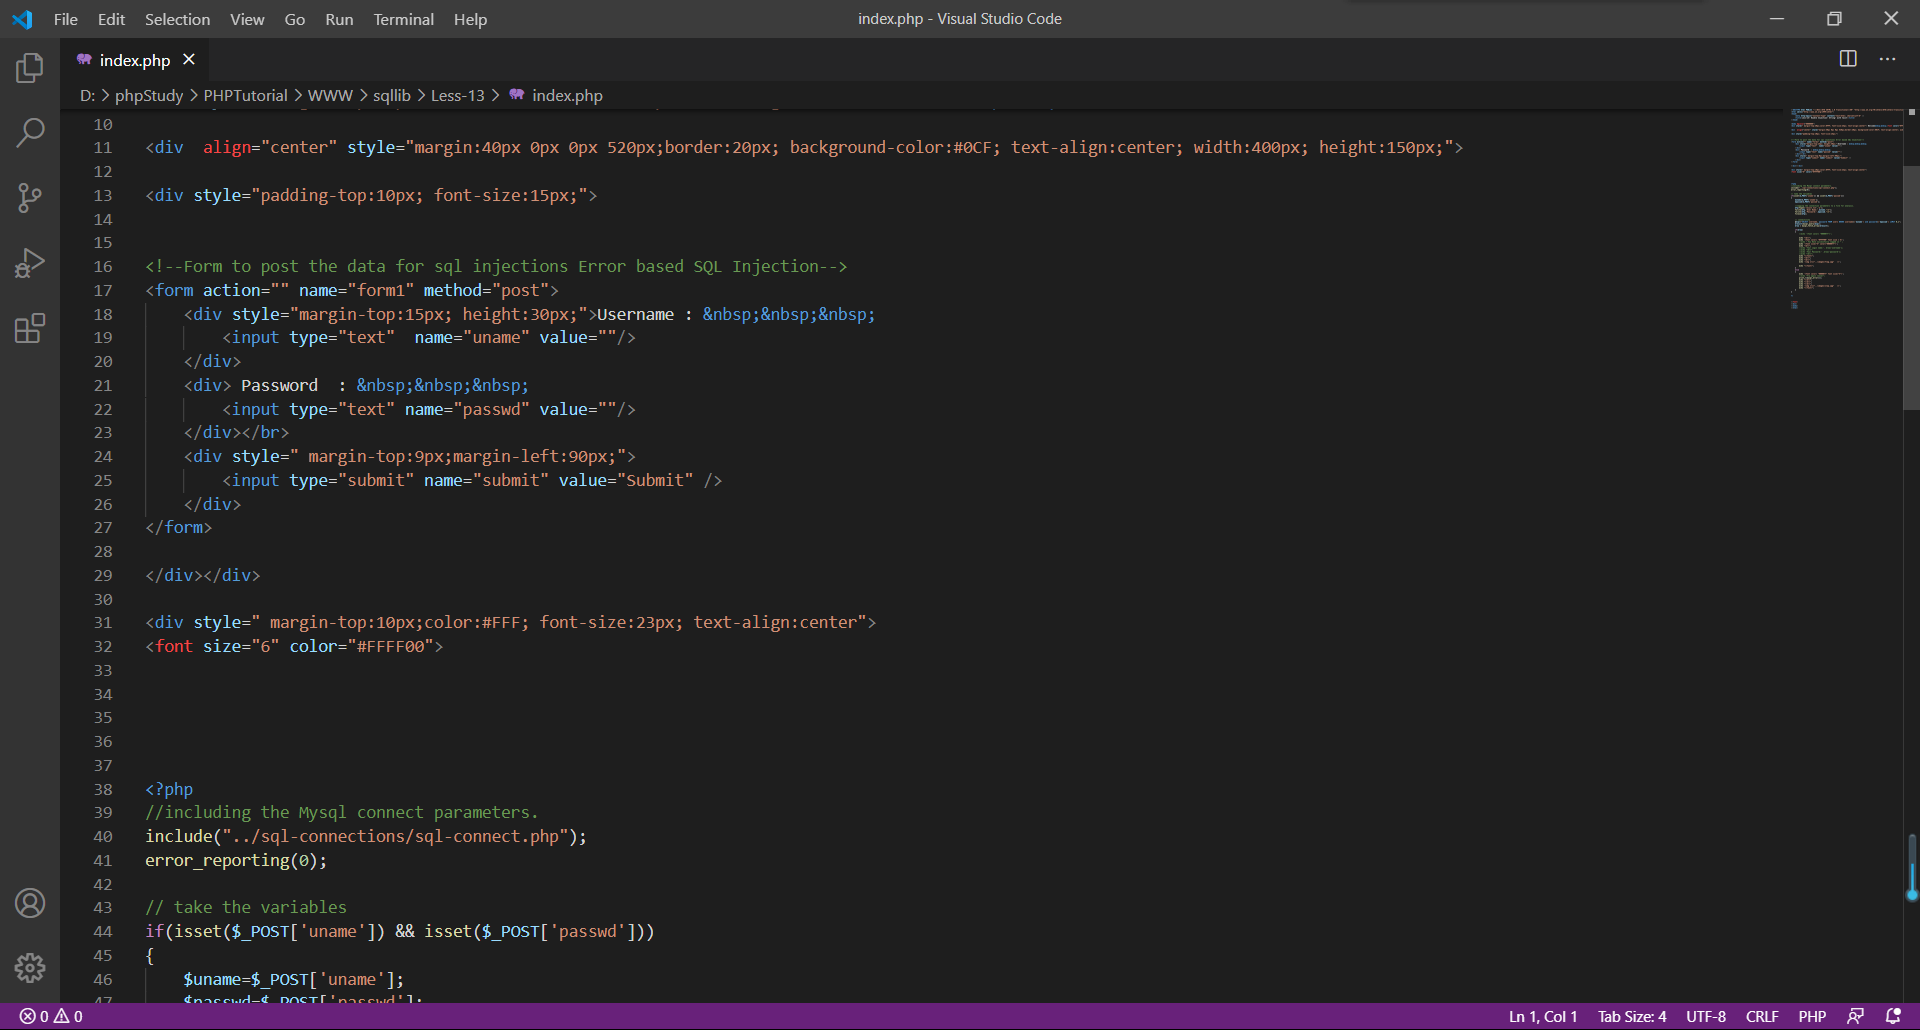 File Edit Selection View Go Run Terminal Help index.php - Visual Studio Code
index.php
D: > phpStudy > PHPTutorial > WWW > sqllib > Less-13 > index.php
10
11 <div  align="center" style="margin:40px 0px 0px 520px;border:20px; background-color:#0CF; text-align:center; width:400px; height:150px;">
12
13 <div style="padding-top:10px; font-size:15px;">
14
15
16 <!--Form to post the data for sql injections Error based SQL Injection-->
17 <form action="" name="form1" method="post">
18     <div style="margin-top:15px; height:30px;">Username : &nbsp;&nbsp;&nbsp;
19         <input type="text"  name="uname" value=""/>
20     </div>
21     <div> Password  : &nbsp;&nbsp;&nbsp;
22         <input type="text" name="passwd" value=""/>
23     </div></br>
24     <div style=" margin-top:9px;margin-left:90px;">
25         <input type="submit" name="submit" value="Submit" />
26     </div>
27 </form>
28
29 </div></div>
30
31 <div style=" margin-top:10px;color:#FFF; font-size:23px; text-align:center">
32 <font size="6" color="#FFFF00">
33
34
35
36
37
38 <?php
39 //including the Mysql connect parameters.
40 include("../sql-connections/sql-connect.php");
41 error_reporting(0);
42
43 // take the variables
44 if(isset($_POST['uname']) && isset($_POST['passwd']))
45 {
46     $uname=$_POST['uname'];
47     $passwd=$_POST['passwd'];
0 0 Ln 1, Col 1 Tab Size: 4 UTF-8 CRLF PHP